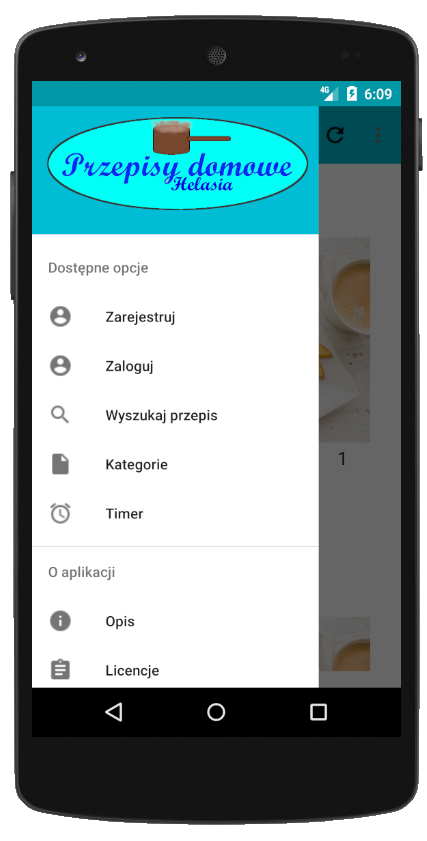 4G 6:09
Przepisy domowe
Helasia
Dostępne opcje
Zarejestruj
Zaloguj
Wyszukaj przepis
Kategorie
1
Timer
O aplikacji
Opis
Licencje